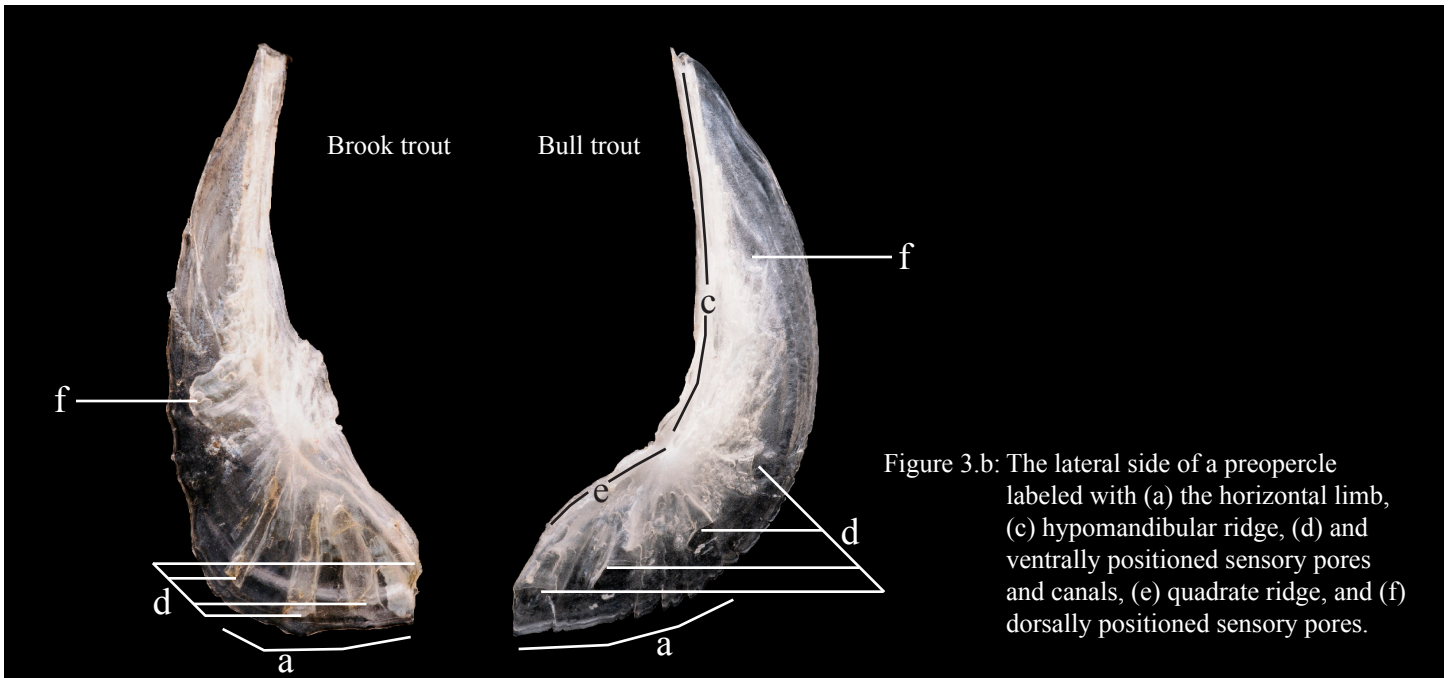 Brook trout
Bull trout
f
c
f
e
d
d
a
a
Figure 3.b: The lateral side of a preopercle
labeled with (a) the horizontal limb,
(c) hypomandibular ridge, (d) and
ventrally positioned sensory pores
and canals, (e) quadrate ridge, and (f)
dorsally positioned sensory pores.